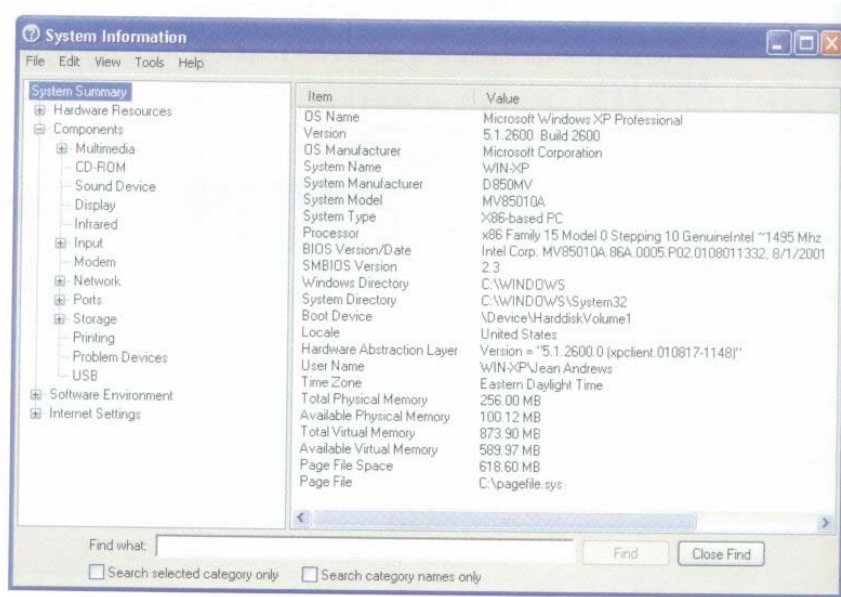 System Information
File Edit View Tools Help
System Summary
Hardware Resources
Components
Multimedia
CD-ROM
Sound Device
Display
Infrared
Input
Modem
Network
Ports
Storage
Printing
Problem Devices
USB
Software Environment
Internet Settings
Item Value
OS Name Microsoft Windows XP Professional
Version 5.1.2600 Build 2600
OS Manufacturer Microsoft Corporation
System Name WIN-XP
System Manufacturer D850MV
System Model MV85010A
System Type X86-based PC
Processor x86 Family 15 Model 0 Stepping 10 GenuineIntel ~1495 Mhz
BIOS Version/Date Intel Corp. MV85010A.86A.0005.P02.0108011332, 8/1/2001
SMBIOS Version 2.3
Windows Directory C:\WINDOWS
System Directory C:\WINDOWS\System32
Boot Device \Device\HarddiskVolume1
Locale United States
Hardware Abstraction Layer Version = "5.1.2600.0 (xpclient.010817-1148)"
User Name WIN-XP\Jean Andrews
Time Zone Eastern Daylight Time
Total Physical Memory 256.00 MB
Available Physical Memory 100.12 MB
Total Virtual Memory 873.90 MB
Available Virtual Memory 589.97 MB
Page File Space 618.60 MB
Page File C:\pagefile.sys
Find what:
Find Close Find
Search selected category only Search category names only